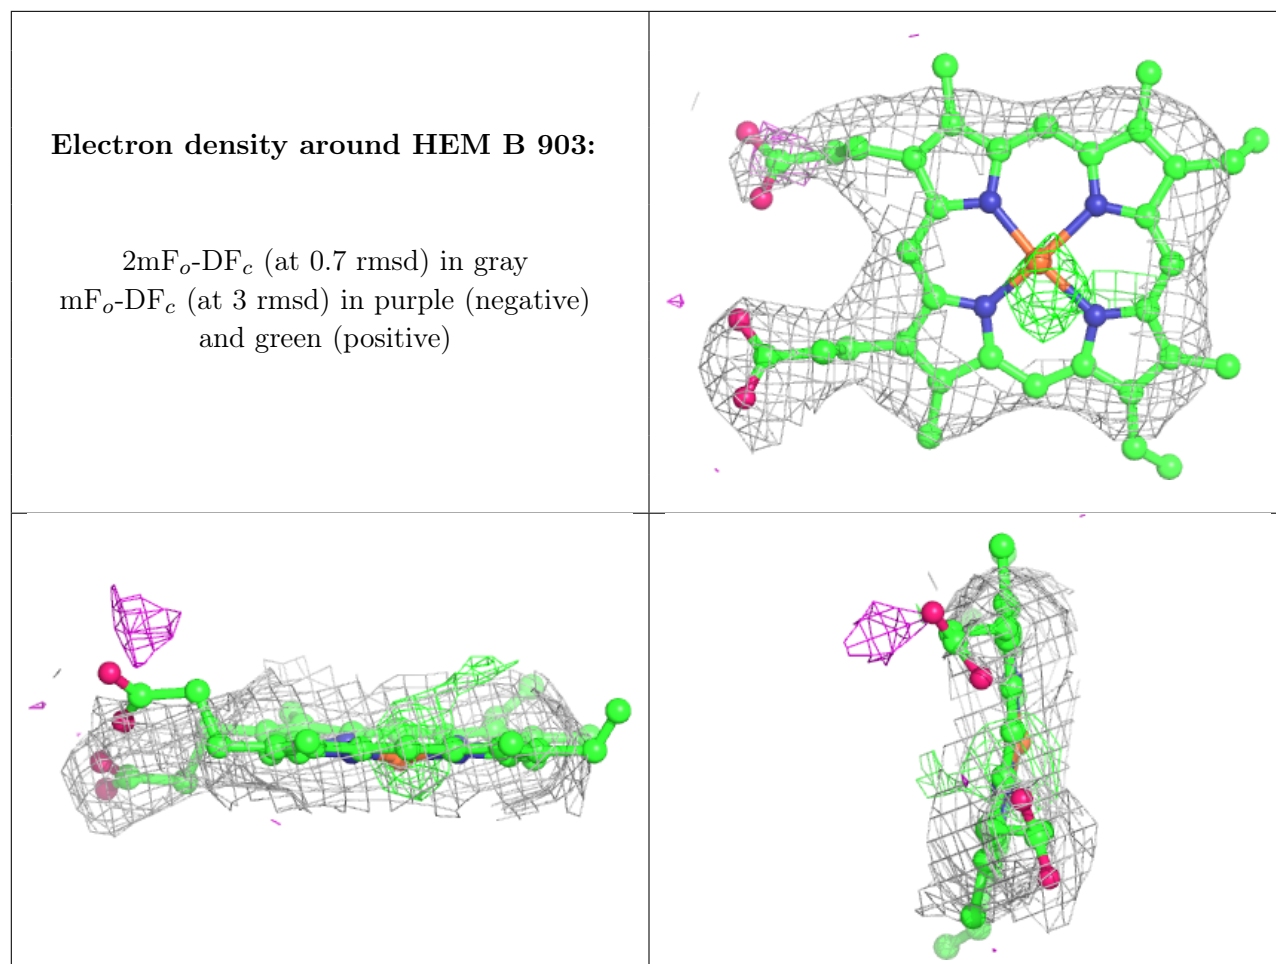 Electron density around HEM B 903:
2mFo-DFc (at 0.7 rmsd) in gray
mFo-DFc (at 3 rmsd) in purple (negative)
and green (positive)